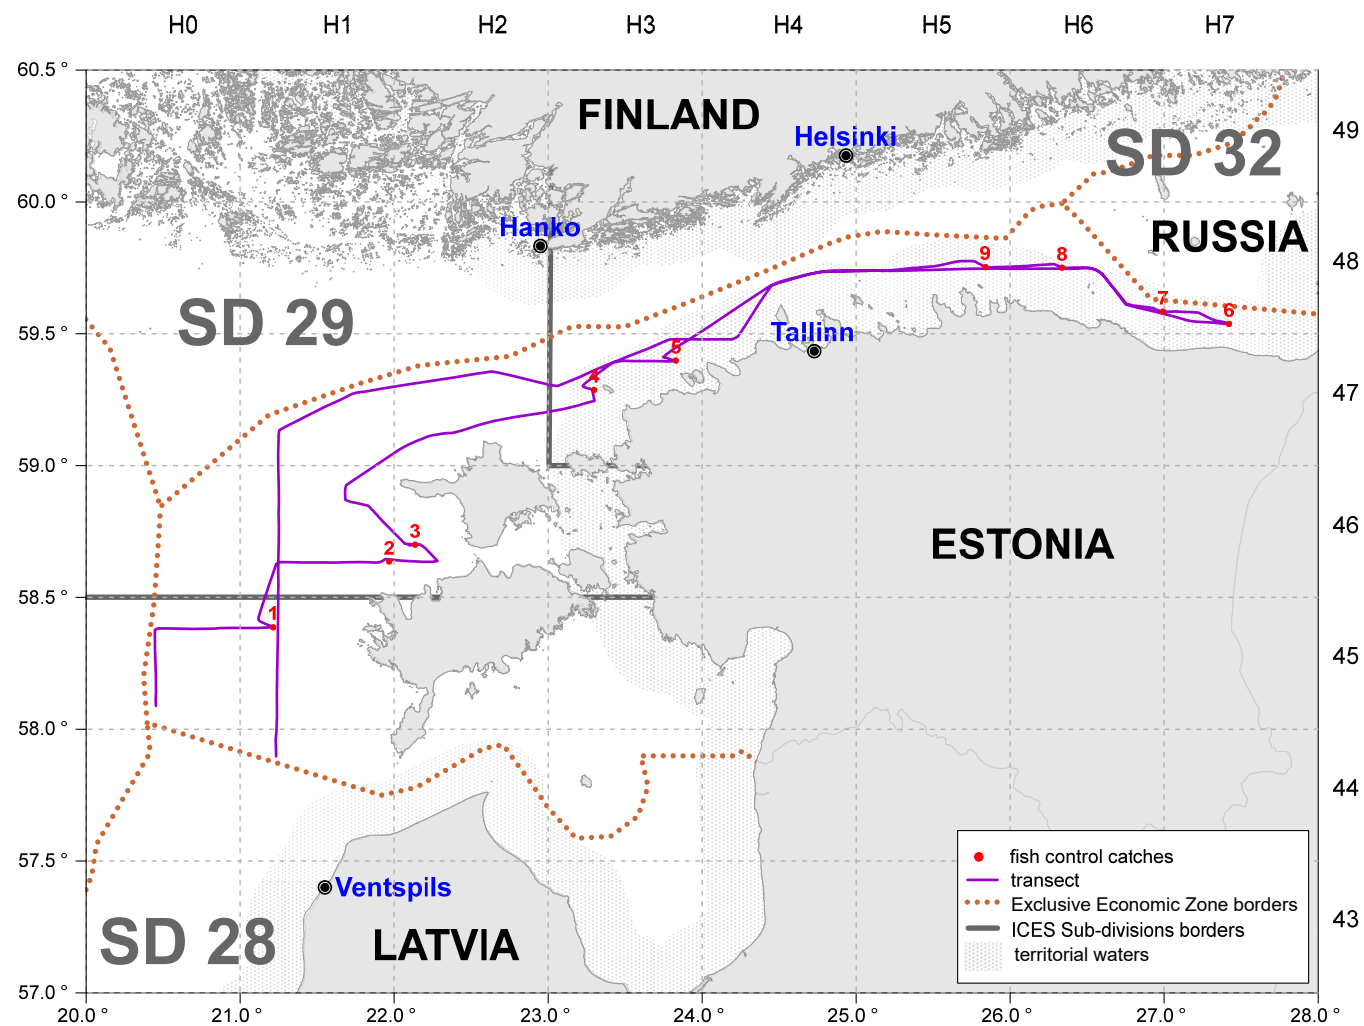 H0 H1 H2 H3 H4 H5 H6 H7
60.5 °
FINLAND
Helsinki
49
SD 32
60.0 °
Hanko
RUSSIA
9 8
48
SD 29
7
6
59.5 °
Tallinn
5
4
47
59.0 °
3
46
ESTONIA
2
58.5 °
1
45
58.0 °
44
57.5 °
fish control catches
transect
Ventspils
Exclusive Economic Zone borders
43
ICES Sub-divisions borders
SD 28
LATVIA
territorial waters
57.0 °
20.0 ° 21.0 ° 22.0 ° 23.0 ° 24.0 ° 25.0 ° 26.0 ° 27.0 ° 28.0 °